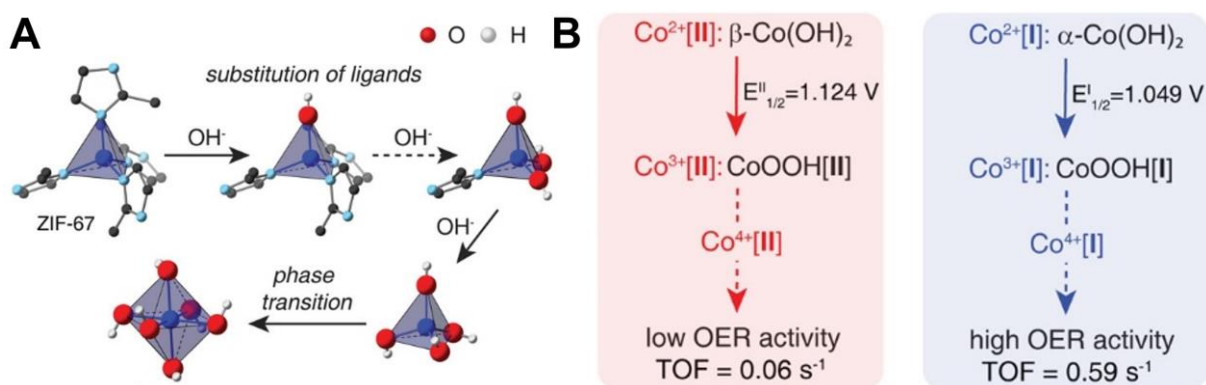 A
O H
substitution of ligands
OH⁻
OH⁻
ZIF-67
OH⁻
phase
transition
B
Co²⁺[II]: β-Co(OH)₂
Eᴵᴵ₁/₂=1.124 V
Co³⁺[II]: CoOOH[II]
Co⁴⁺[II]
low OER activity
TOF = 0.06 s⁻¹
Co²⁺[I]: α-Co(OH)₂
Eᴵ₁/₂=1.049 V
Co³⁺[I]: CoOOH[I]
Co⁴⁺[I]
high OER activity
TOF = 0.59 s⁻¹